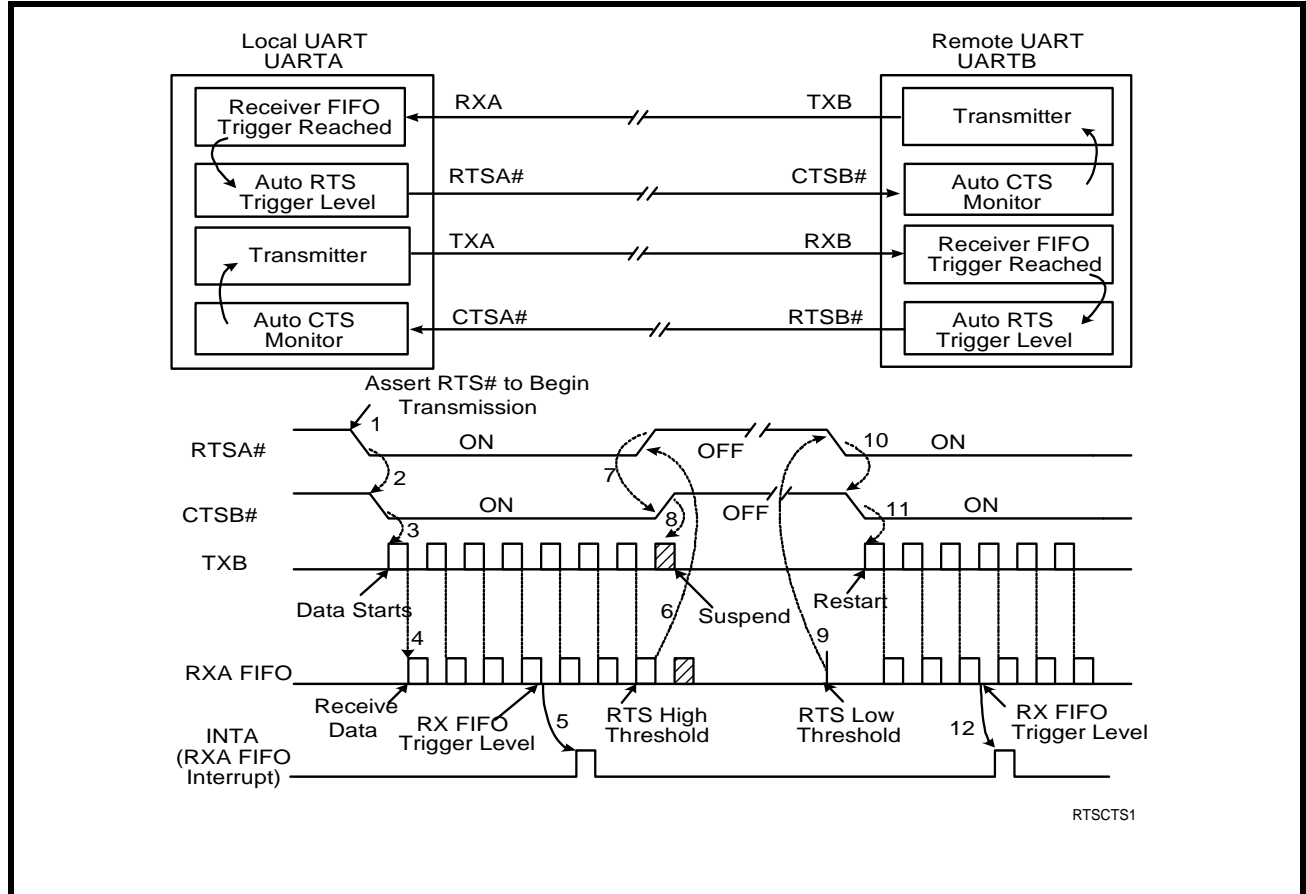 Local UART
UARTA
Remote UART
UARTB
Receiver FIFO
Trigger Reached
RXA
TXB
Transmitter
Auto RTS
Trigger Level
RTSA#
CTSB#
Auto CTS
Monitor
Transmitter
TXA
RXB
Receiver FIFO
Trigger Reached
Auto CTS
Monitor
CTSA#
RTSB#
Auto RTS
Trigger Level
Assert RTS# to Begin
Transmission
RTSA#
1
ON
7
OFF
10
ON
2
CTSB#
ON
8
OFF
11
ON
3
TXB
Data Starts
6
Suspend
Restart
4
9
RXA FIFO
Receive
Data
RX FIFO
Trigger Level
5
RTS High
Threshold
RTS Low
Threshold
12
RX FIFO
Trigger Level
INTA
(RXA FIFO
Interrupt)
RTSCTS1